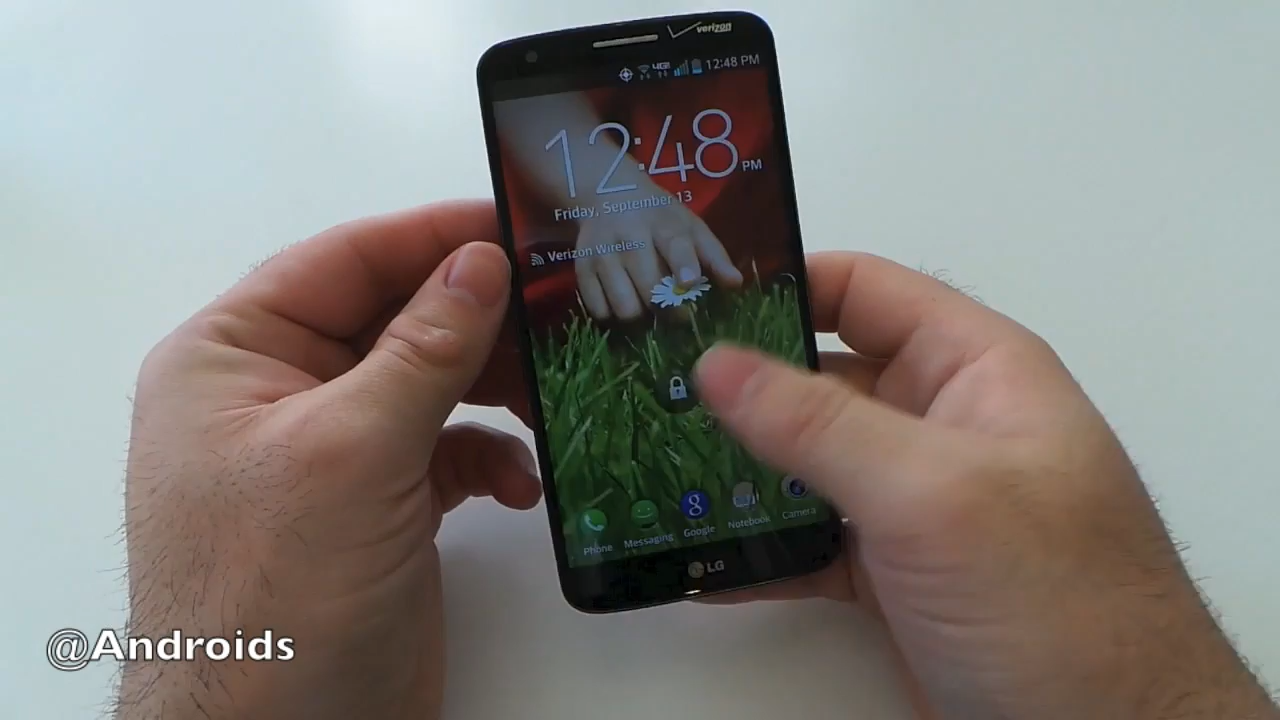 verizon
4G 12:48 PM
12:48 PM
Friday, September 13
Verizon Wireless
Phone Messaging Google Notebook Camera
LG
@Androids